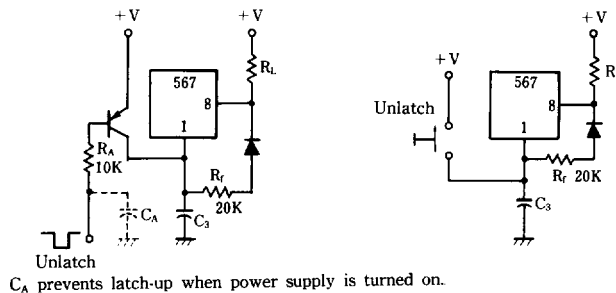 +V
+V
R_L
567
8
1
R_A
10K
R_f
20K
C_A
C_3
Unlatch
+V
+V
R
567
8
1
Unlatch
R_f 20K
C_3
C_A prevents latch-up when power supply is turned on.